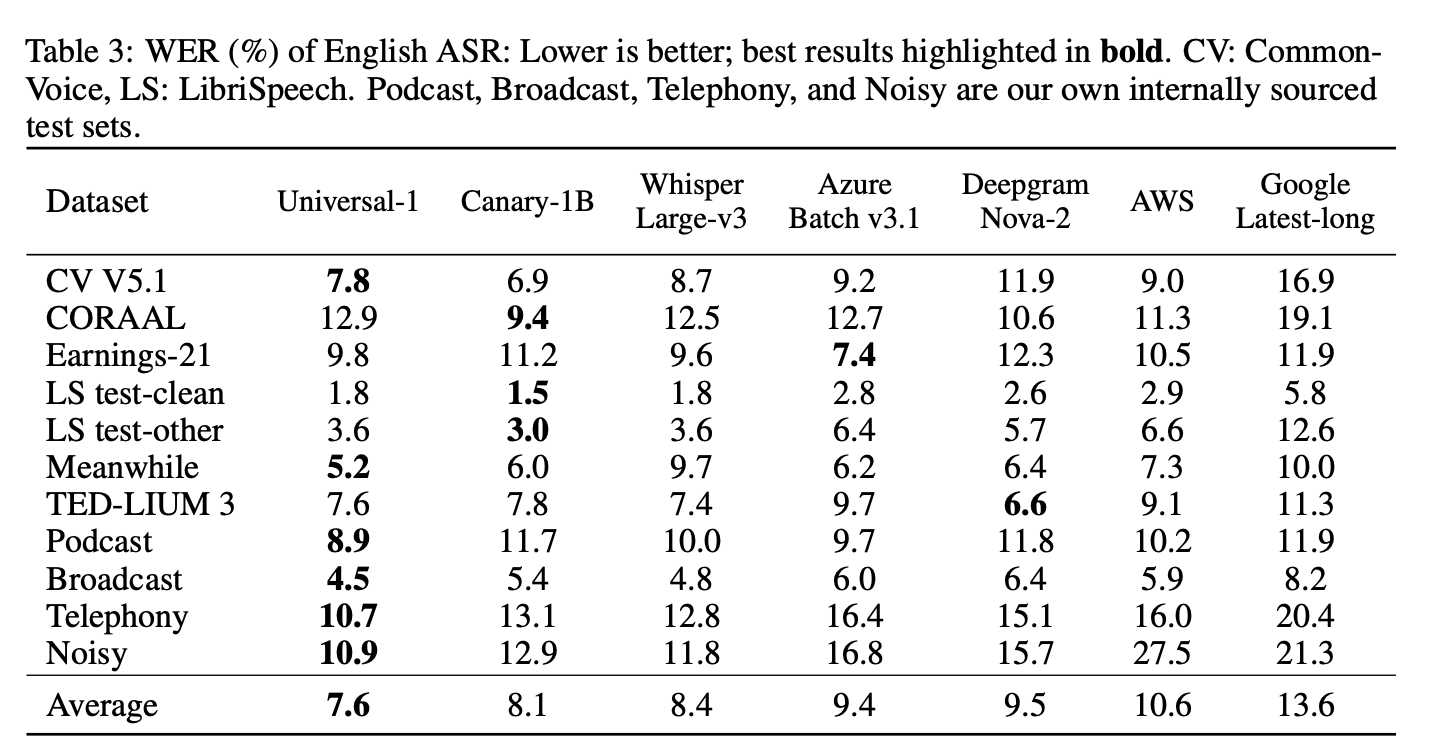 Table 3: WER (%) of English ASR: Lower is better; best results highlighted in bold. CV: Common-
Voice, LS: LibriSpeech. Podcast, Broadcast, Telephony, and Noisy are our own internally sourced
test sets.
Dataset Universal-1 Canary-1B Whisper Large-v3 Azure Batch v3.1 Deepgram Nova-2 AWS Google Latest-long
CV V5.1 7.8 6.9 8.7 9.2 11.9 9.0 16.9
CORAAL 12.9 9.4 12.5 12.7 10.6 11.3 19.1
Earnings-21 9.8 11.2 9.6 7.4 12.3 10.5 11.9
LS test-clean 1.8 1.5 1.8 2.8 2.6 2.9 5.8
LS test-other 3.6 3.0 3.6 6.4 5.7 6.6 12.6
Meanwhile 5.2 6.0 9.7 6.2 6.4 7.3 10.0
TED-LIUM 3 7.6 7.8 7.4 9.7 6.6 9.1 11.3
Podcast 8.9 11.7 10.0 9.7 11.8 10.2 11.9
Broadcast 4.5 5.4 4.8 6.0 6.4 5.9 8.2
Telephony 10.7 13.1 12.8 16.4 15.1 16.0 20.4
Noisy 10.9 12.9 11.8 16.8 15.7 27.5 21.3
Average 7.6 8.1 8.4 9.4 9.5 10.6 13.6